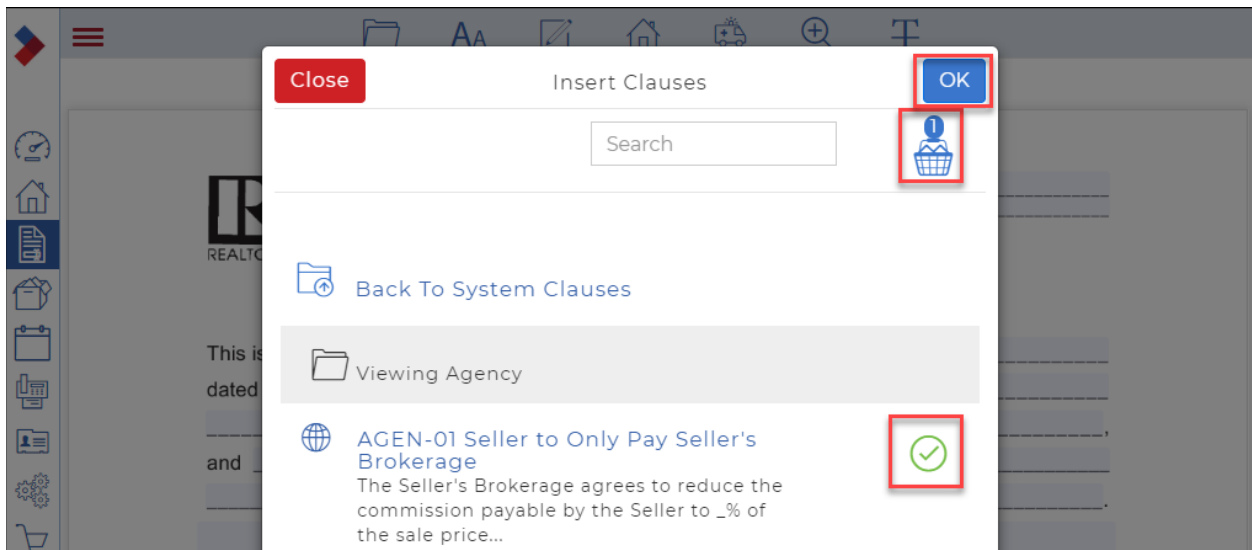 AA
Close
Insert Clauses
OK
Search
1
REALTO
Back To System Clauses
This is
Viewing Agency
dated
AGEN-01 Seller to Only Pay Seller's
Brokerage
and
The Seller's Brokerage agrees to reduce the
commission payable by the Seller to _% of
the sale price...